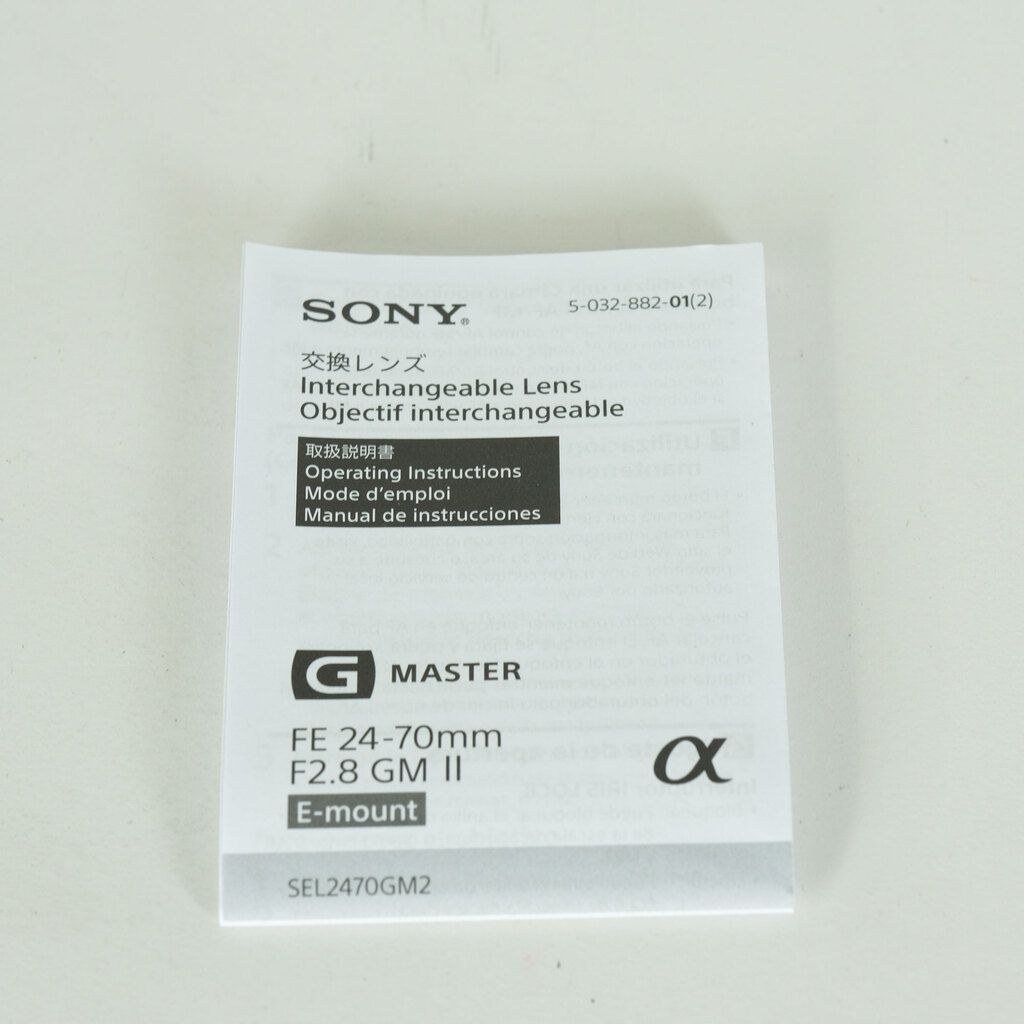 SONY®
5-032-882-01(2)
交換レンズ
Interchangeable Lens
Objectif interchangeable
取扱説明書
Operating Instructions
Mode d'emploi
Manual de instrucciones
G MASTER
FE 24-70mm
F2.8 GM II
α
E-mount
SEL2470GM2